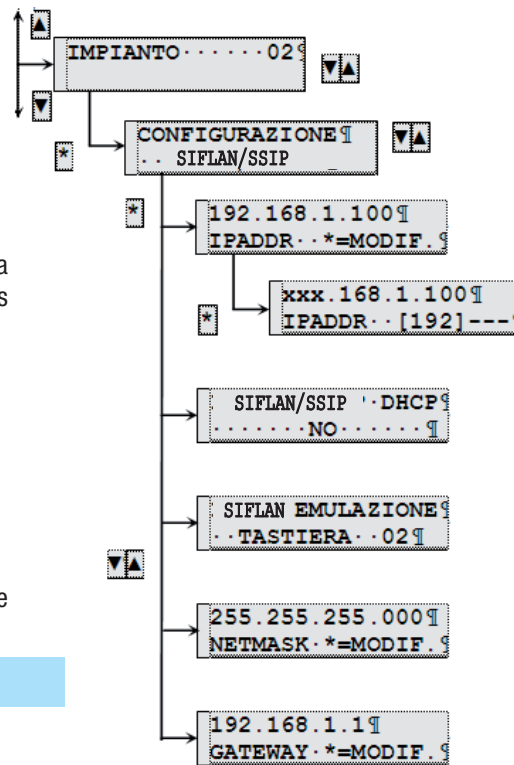 ▲
IMPIANTO······02¶
▼▲
▼
*
CONFIGURAZIONE¶
.. SIFLAN/SSIP
▼▲
*
192.168.1.100¶
IPADDR··*=MODIF.¶
a
s
*
xxx.168.1.100¶
IPADDR··[192]---¶
SIFLAN/SSIP ··DHCP¶
·······NO······¶
SIFLAN EMULAZIONE¶
··TASTIERA··02¶
▼▲
e
255.255.255.000¶
NETMASK·*=MODIF.¶
192.168.1.1¶
GATEWAY·*=MODIF.¶